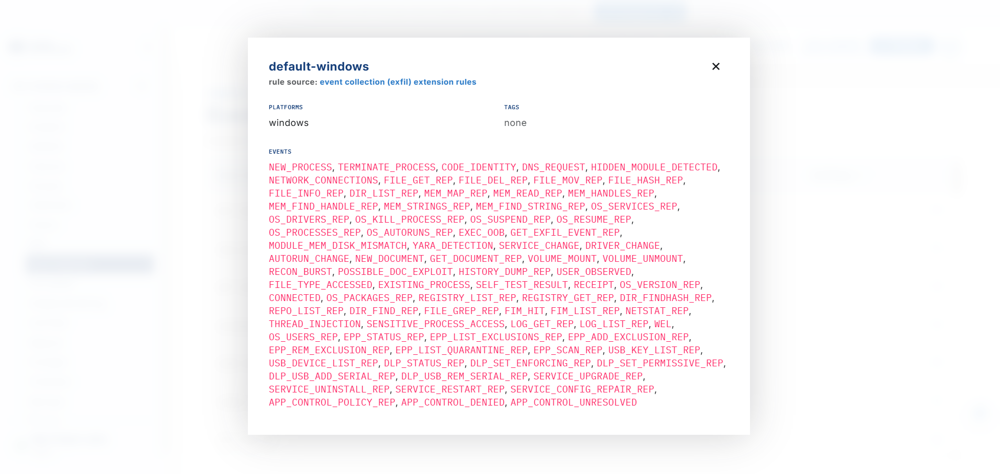 default-windows
rule source: event collection (exfil) extension rules
PLATFORMS
TAGS
windows
none
EVENTS
NEW_PROCESS, TERMINATE_PROCESS, CODE_IDENTITY, DNS_REQUEST, HIDDEN_MODULE_DETECTED,
NETWORK_CONNECTIONS, FILE_GET_REP, FILE_DEL_REP, FILE_MOV_REP, FILE_HASH_REP,
FILE_INFO_REP, DIR_LIST_REP, MEM_MAP_REP, MEM_READ_REP, MEM_HANDLES_REP,
MEM_FIND_HANDLE_REP, MEM_STRINGS_REP, MEM_FIND_STRING_REP, OS_SERVICES_REP,
OS_DRIVERS_REP, OS_KILL_PROCESS_REP, OS_SUSPEND_REP, OS_RESUME_REP,
OS_PROCESSES_REP, OS_AUTORUNS_REP, EXEC_OOB, GET_EXFIL_EVENT_REP,
MODULE_MEM_DISK_MISMATCH, YARA_DETECTION, SERVICE_CHANGE, DRIVER_CHANGE,
AUTORUN_CHANGE, NEW_DOCUMENT, GET_DOCUMENT_REP, VOLUME_MOUNT, VOLUME_UNMOUNT,
RECON_BURST, POSSIBLE_DOC_EXPLOIT, HISTORY_DUMP_REP, USER_OBSERVED,
FILE_TYPE_ACCESSED, EXISTING_PROCESS, SELF_TEST_RESULT, RECEIPT, OS_VERSION_REP,
CONNECTED, OS_PACKAGES_REP, REGISTRY_LIST_REP, REGISTRY_GET_REP, DIR_FINDHASH_REP,
REPO_LIST_REP, DIR_FIND_REP, FILE_GREP_REP, FIM_HIT, FIM_LIST_REP, NETSTAT_REP,
THREAD_INJECTION, SENSITIVE_PROCESS_ACCESS, LOG_GET_REP, LOG_LIST_REP, WEL,
OS_USERS_REP, EPP_STATUS_REP, EPP_LIST_EXCLUSIONS_REP, EPP_ADD_EXCLUSION_REP,
EPP_REM_EXCLUSION_REP, EPP_LIST_QUARANTINE_REP, EPP_SCAN_REP, USB_KEY_LIST_REP,
USB_DEVICE_LIST_REP, DLP_STATUS_REP, DLP_SET_ENFORCING_REP, DLP_SET_PERMISSIVE_REP,
DLP_USB_ADD_SERIAL_REP, DLP_USB_REM_SERIAL_REP, SERVICE_UPGRADE_REP,
SERVICE_UNINSTALL_REP, SERVICE_RESTART_REP, SERVICE_CONFIG_REPAIR_REP,
APP_CONTROL_POLICY_REP, APP_CONTROL_DENIED, APP_CONTROL_UNRESOLVED